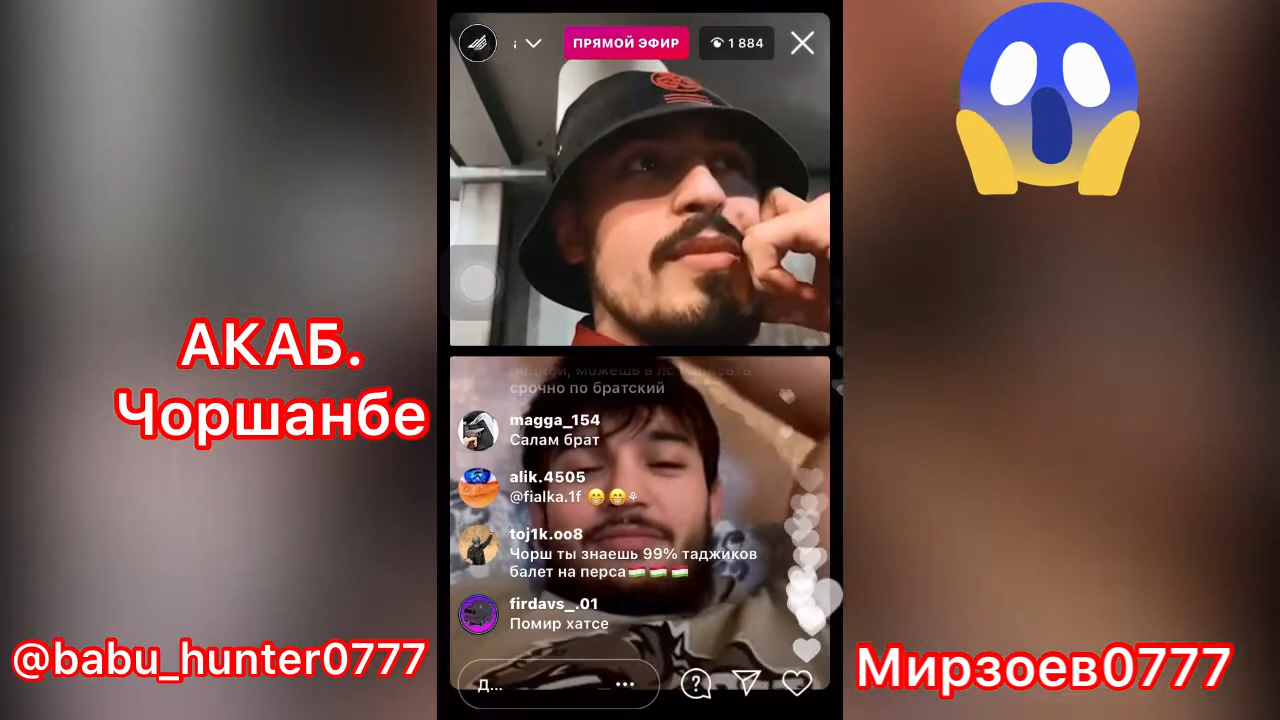 ПРЯМОЙ ЭФИР
1 884
АКАБ.
Чоршанбе
срочно по братский
magga_154
Салам брат
alik.4505
@fialka.1f 😁😁⚘
toj1k.oo8
Чорш ты знаешь 99% таджиков
балет на перса🇹🇯🇹🇯🇹🇯
firdavs_.01
Помир хатсе
@babu_hunter0777
Мирзоев0777
Д...